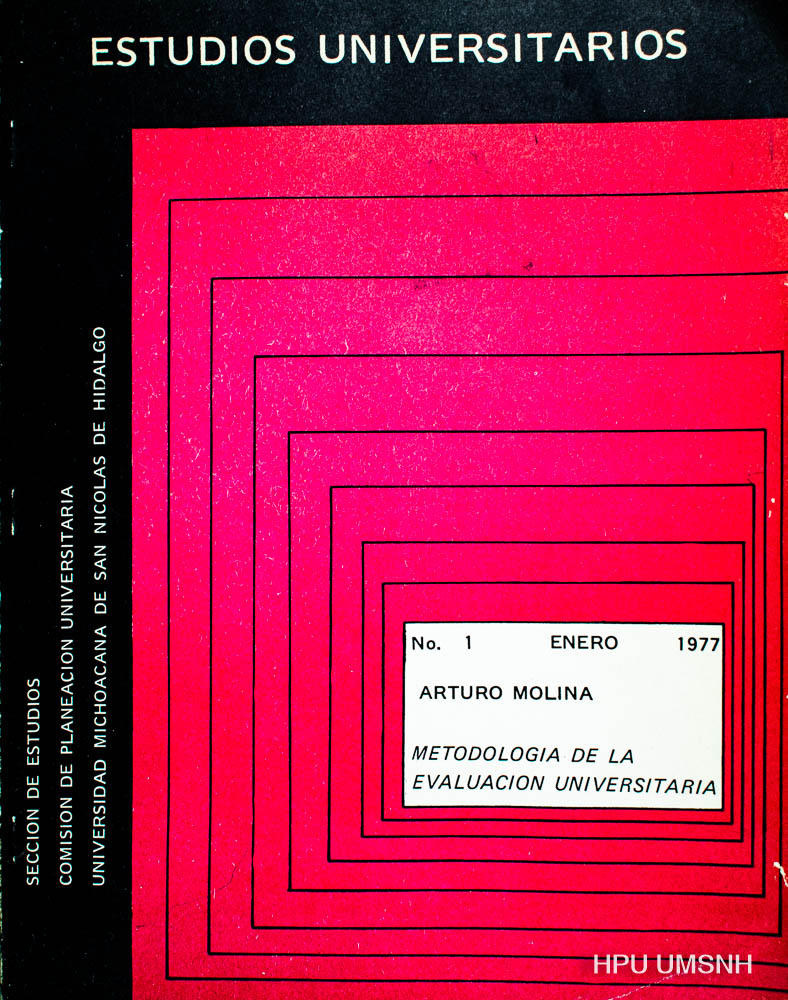 ESTUDIOS UNIVERSITARIOS
SECCION DE ESTUDIOS
COMISION DE PLANEACION UNIVERSITARIA
UNIVERSIDAD MICHOACANA DE SAN NICOLAS DE HIDALGO
No. 1 ENERO 1977
ARTURO MOLINA
METODOLOGIA DE LA
EVALUACION UNIVERSITARIA
HPU UMSNH